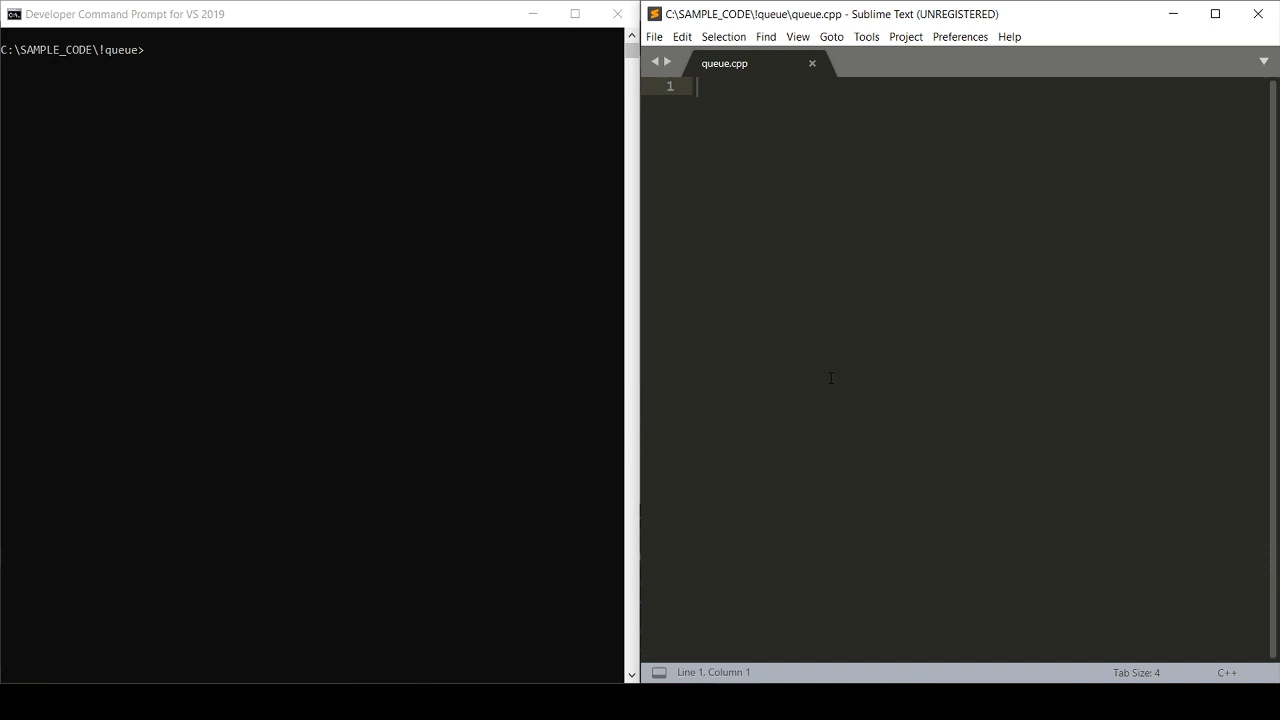 Developer Command Prompt for VS 2019
C:\SAMPLE_CODE\!queue>
C:\SAMPLE_CODE\!queue\queue.cpp - Sublime Text (UNREGISTERED)
File Edit Selection Find View Goto Tools Project Preferences Help
queue.cpp
1
Line 1, Column 1
Tab Size: 4
C++